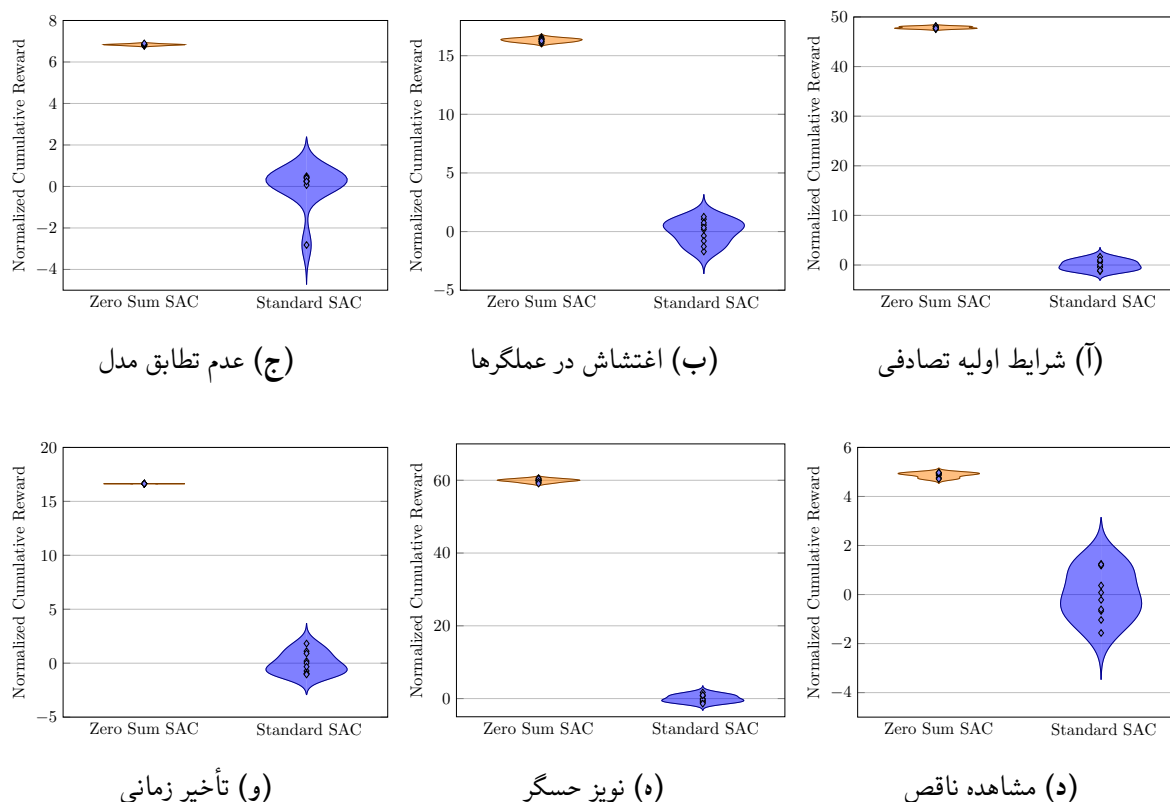 Normalized Cumulative Reward
50
40
30
20
10
0
Zero Sum SAC Standard SAC
(آ) شرایط اولیه تصادفی
Normalized Cumulative Reward
15
10
5
0
−5
Zero Sum SAC Standard SAC
(ب) اغتشاش در عملگرها
Normalized Cumulative Reward
8
6
4
2
0
−2
−4
Zero Sum SAC Standard SAC
(ج) عدم تطابق مدل
Normalized Cumulative Reward
6
4
2
0
−2
−4
Zero Sum SAC Standard SAC
(د) مشاهده ناقص
Normalized Cumulative Reward
60
40
20
0
Zero Sum SAC Standard SAC
(ه) نویز حسگر
Normalized Cumulative Reward
20
15
10
5
0
−5
Zero Sum SAC Standard SAC
(و) تأخیر زمانی